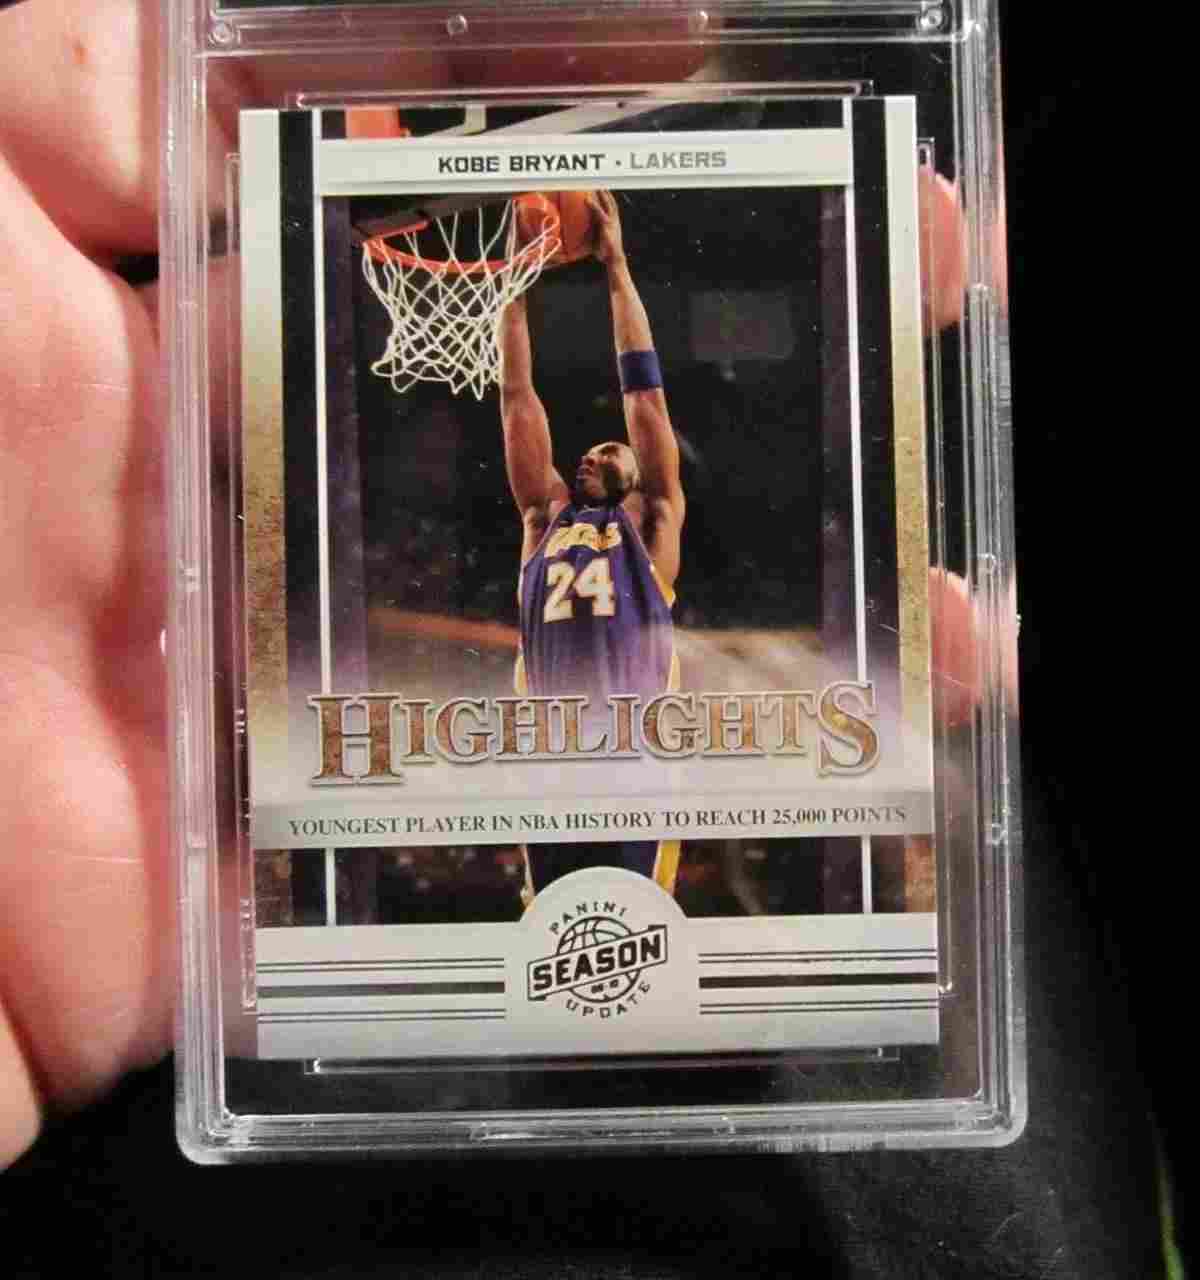 KOBE BRYANT · LAKERS
LAKERS
24
HIGHLIGHTS
YOUNGEST PLAYER IN NBA HISTORY TO REACH 25,000 POINTS
PANINI
SEASON
UPDATE